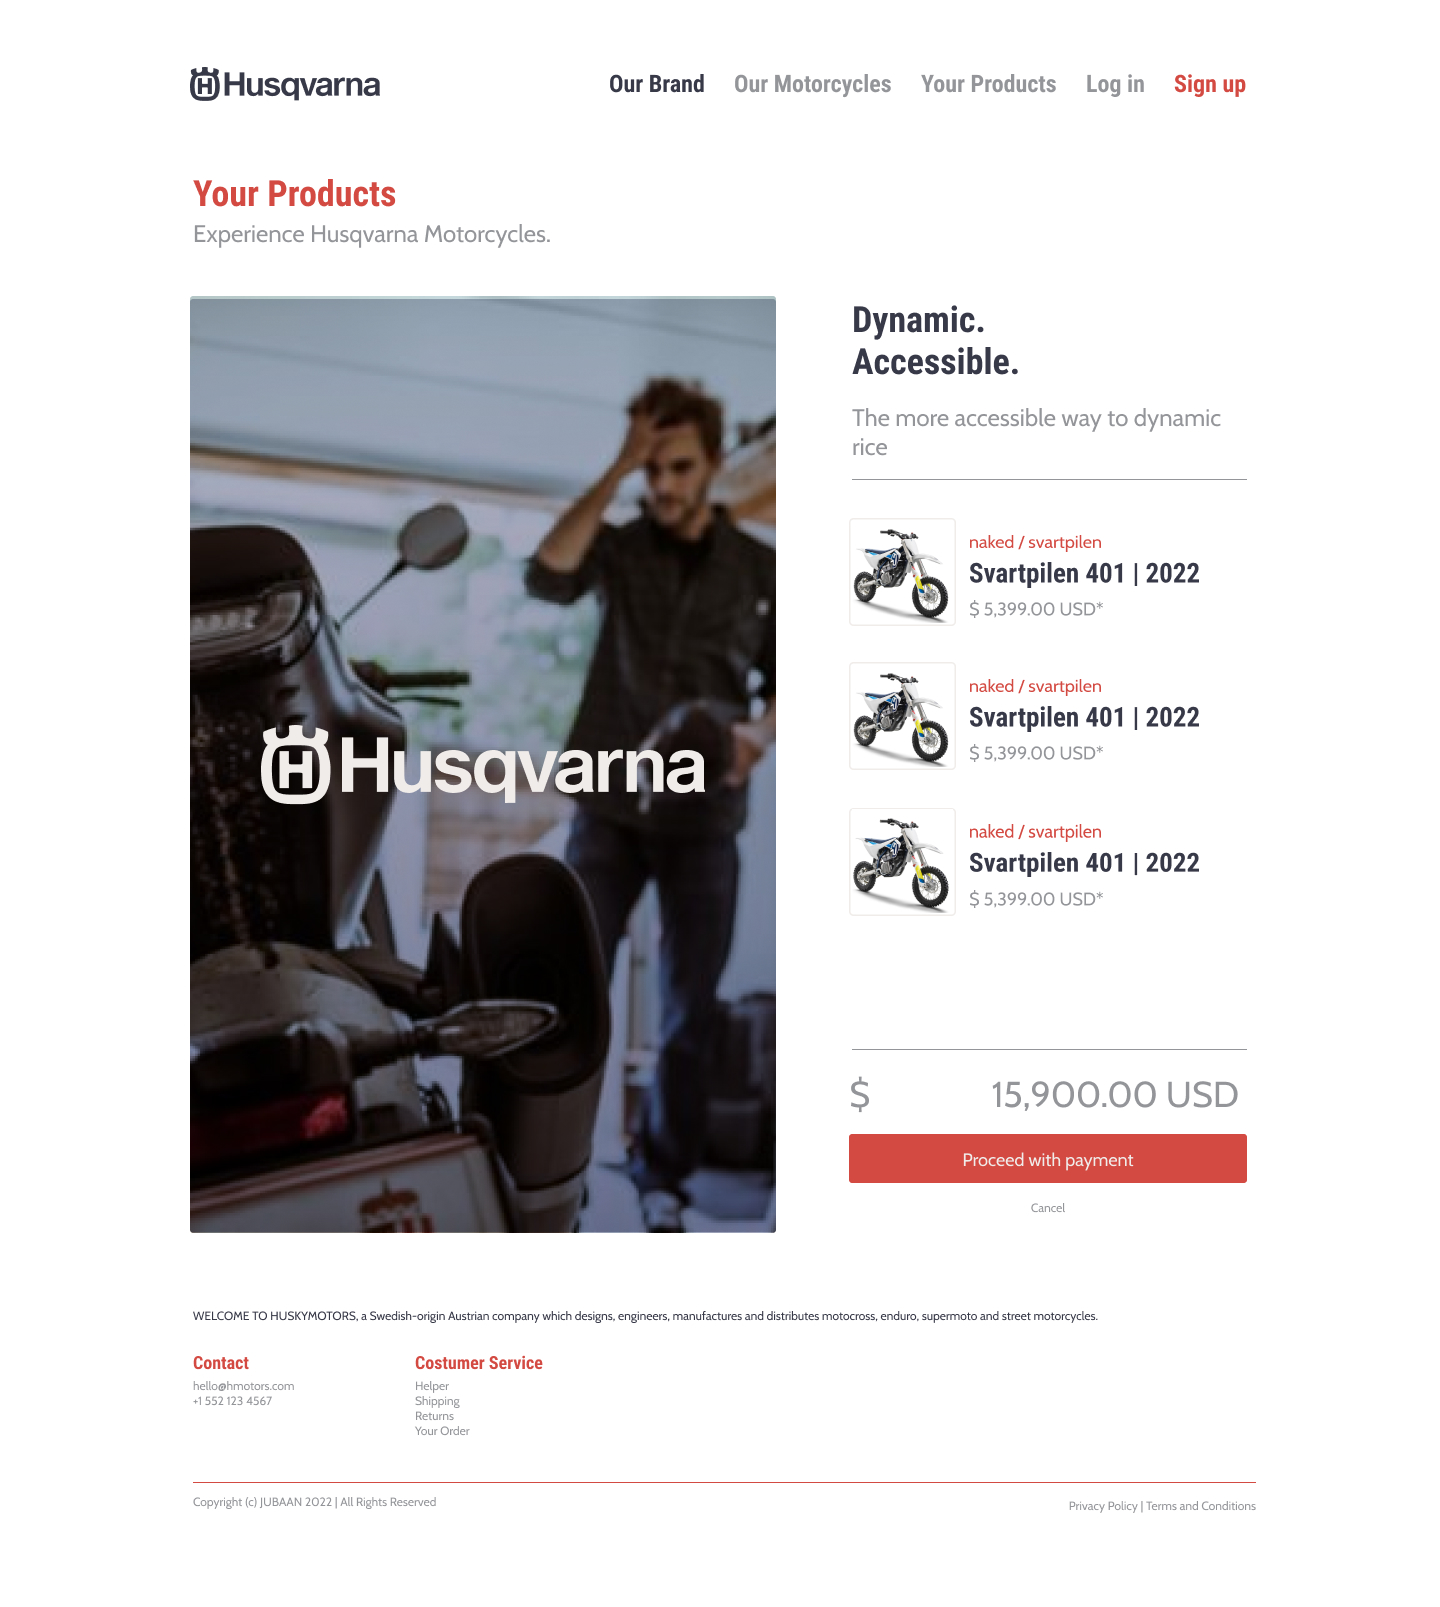 Husqvarna
Our Brand Our Motorcycles Your Products Log in Sign up
Your Products
Experience Husqvarna Motorcycles.
Husqvarna
Dynamic.
Accessible.
The more accessible way to dynamic
rice
naked / svartpilen
Svartpilen 401 | 2022
$ 5,399.00 USD*
naked / svartpilen
Svartpilen 401 | 2022
$ 5,399.00 USD*
naked / svartpilen
Svartpilen 401 | 2022
$ 5,399.00 USD*
$ 15,900.00 USD
Proceed with payment
Cancel
WELCOME TO HUSKYMOTORS, a Swedish-origin Austrian company which designs, engineers, manufactures and distributes motocross, enduro, supermoto and street motorcycles.
Contact
hello@hmotors.com
+1 552 123 4567
Costumer Service
Helper
Shipping
Returns
Your Order
Copyright (c) JUBAAN 2022 | All Rights Reserved
Privacy Policy | Terms and Conditions